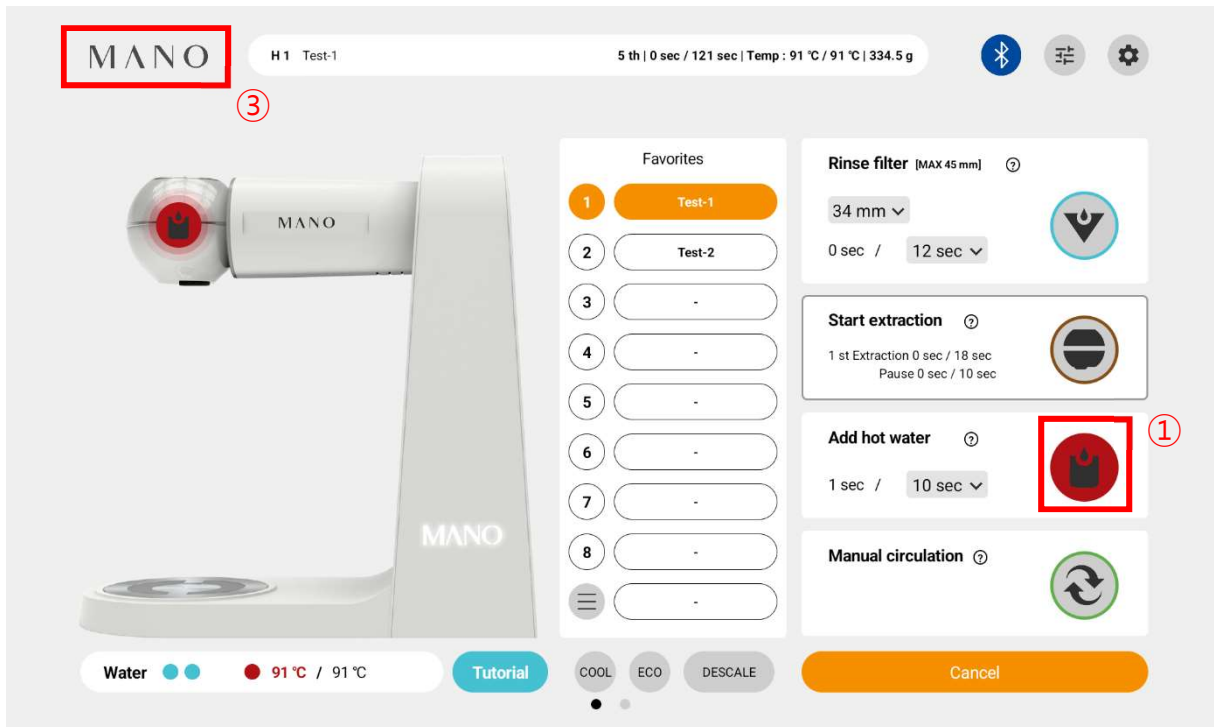 MANO
H 1 Test-1
5 th | 0 sec / 121 sec | Temp : 91 ℃ / 91 ℃ | 334.5 g
③
MANO
MANO
Favorites
1 Test-1
2 Test-2
3 -
4 -
5 -
6 -
7 -
8 -
-
Rinse filter [MAX 45 mm] ?
34 mm
0 sec / 12 sec
Start extraction ?
1 st Extraction 0 sec / 18 sec
Pause 0 sec / 10 sec
Add hot water ?
①
1 sec / 10 sec
Manual circulation ?
Water 91 ℃ / 91 ℃
Tutorial
COOL
ECO
DESCALE
Cancel